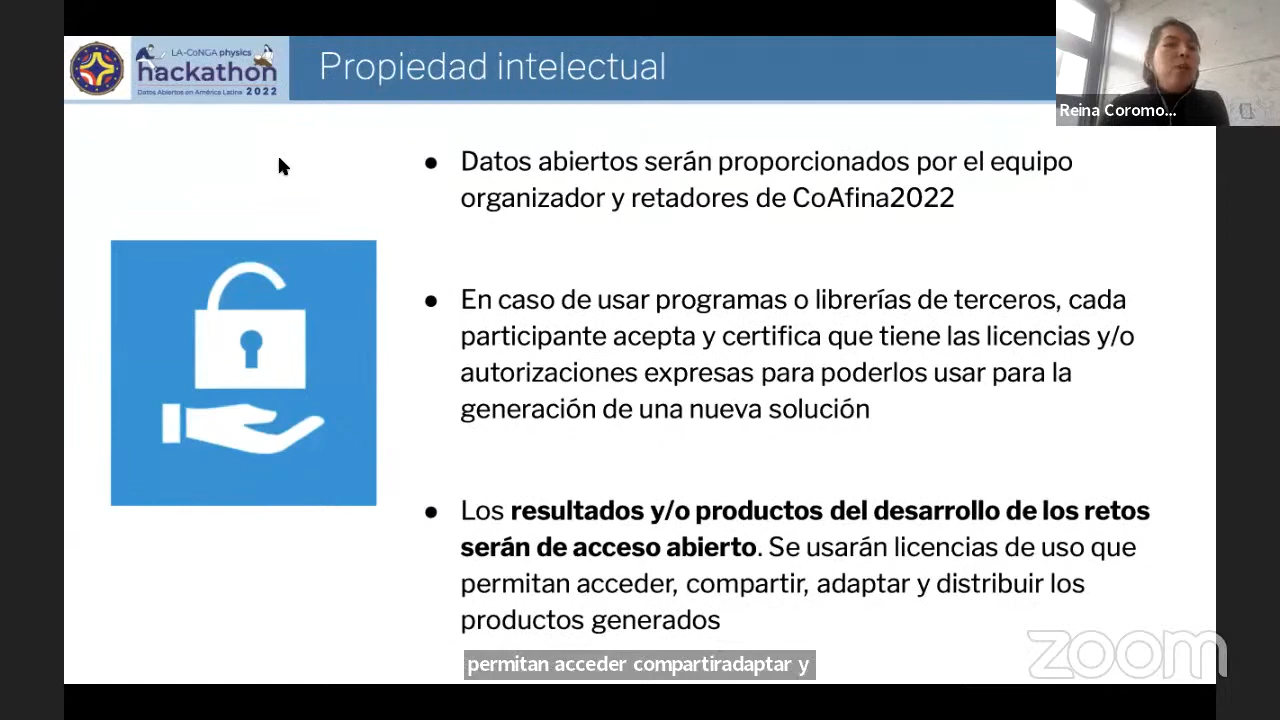 LA-CoNGA physics
hackathon
Datos Abiertos en América Latina 2022
Propiedad intelectual
Reina Coromo...
● Datos abiertos serán proporcionados por el equipo
organizador y retadores de CoAfina2022
● En caso de usar programas o librerías de terceros, cada
participante acepta y certifica que tiene las licencias y/o
autorizaciones expresas para poderlos usar para la
generación de una nueva solución
● Los resultados y/o productos del desarrollo de los retos
serán de acceso abierto. Se usarán licencias de uso que
permitan acceder, compartir, adaptar y distribuir los
productos generados
permitan acceder compartiradaptar y
zoom